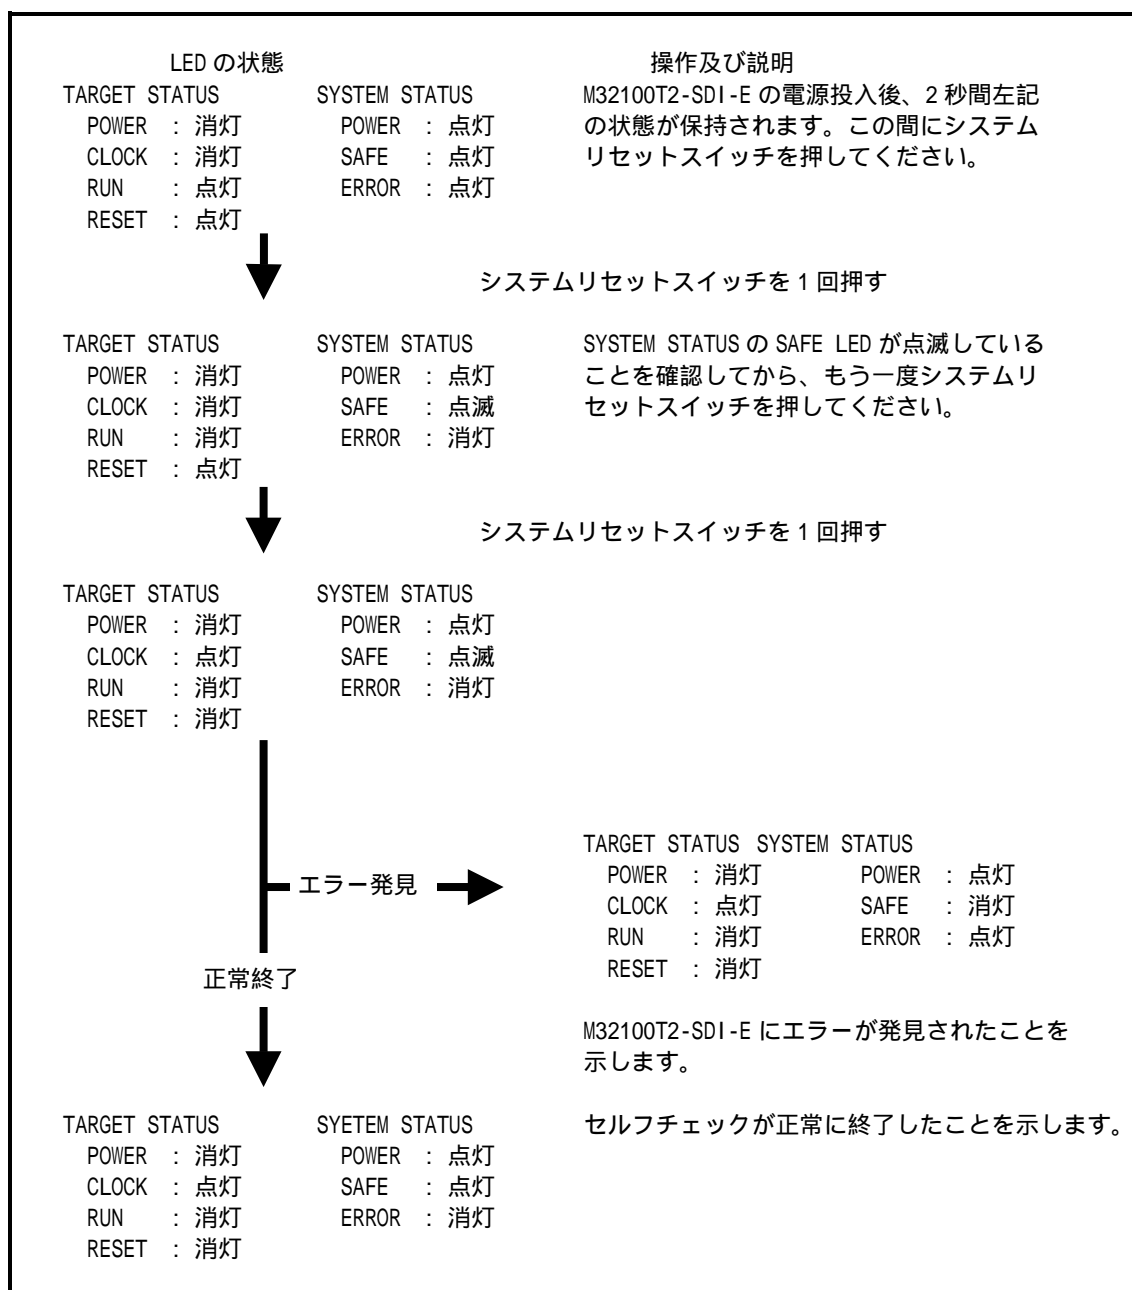 LED の状態 操作及び説明
TARGET STATUS SYSTEM STATUS M32100T2-SDI-E の電源投入後、2 秒間左記
POWER : 消灯 POWER : 点灯 の状態が保持されます。この間にシステム
CLOCK : 消灯 SAFE : 点灯 リセットスイッチを押してください。
RUN : 点灯 ERROR : 点灯
RESET : 点灯
システムリセットスイッチを 1 回押す
TARGET STATUS SYSTEM STATUS SYSTEM STATUS の SAFE LED が点滅している
POWER : 消灯 POWER : 点灯 ことを確認してから、もう一度システムリ
CLOCK : 消灯 SAFE : 点滅 セットスイッチを押してください。
RUN : 消灯 ERROR : 消灯
RESET : 点灯
システムリセットスイッチを 1 回押す
TARGET STATUS SYSTEM STATUS
POWER : 消灯 POWER : 点灯
CLOCK : 点灯 SAFE : 点滅
RUN : 消灯 ERROR : 消灯
RESET : 消灯
TARGET STATUS SYSTEM STATUS
POWER : 消灯 POWER : 点灯
エラー発見
CLOCK : 点灯 SAFE : 消灯
RUN : 消灯 ERROR : 点灯
RESET : 消灯
正常終了
M32100T2-SDI-E にエラーが発見されたことを
示します。
TARGET STATUS SYETEM STATUS セルフチェックが正常に終了したことを示します。
POWER : 消灯 POWER : 点灯
CLOCK : 点灯 SAFE : 点灯
RUN : 消灯 ERROR : 消灯
RESET : 消灯